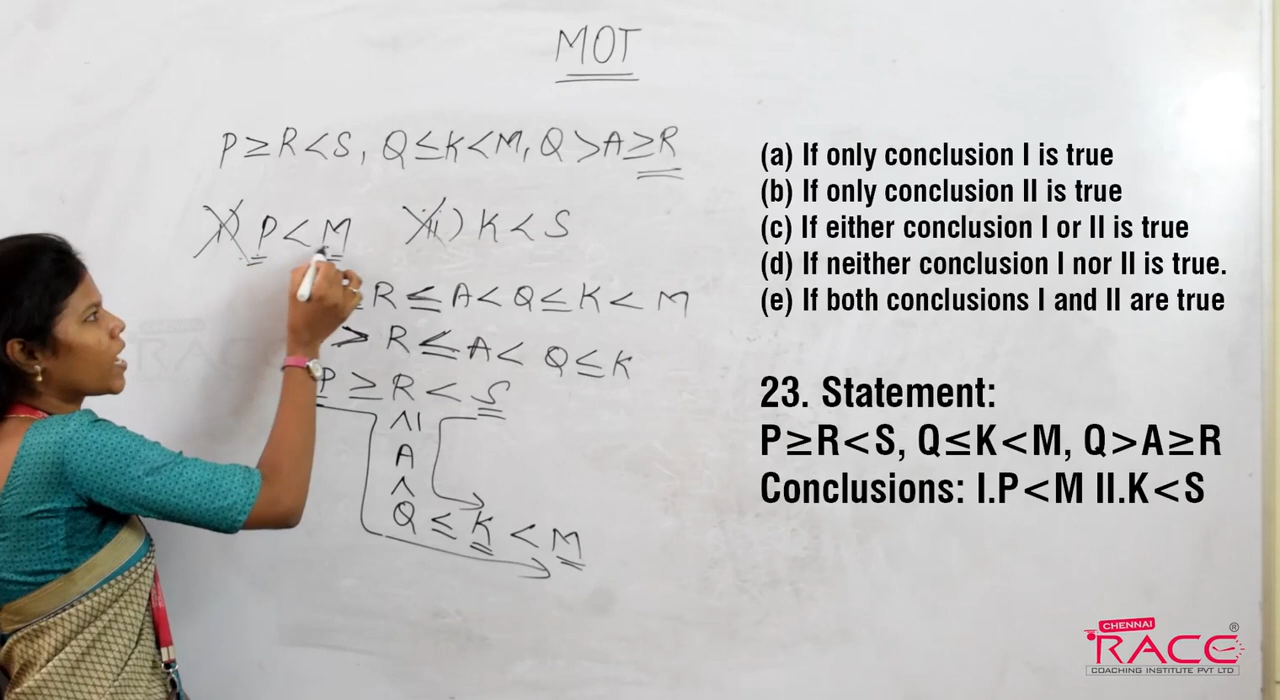 MOT
P≥R<S, Q≤K<M, Q>A≥R
i) P<M ii) K<S
R≤A<Q≤K<M
> R≤A< Q≤K
P≥R<S
∧I
A
∧
Q≤K<M
(a) If only conclusion I is true
(b) If only conclusion II is true
(c) If either conclusion I or II is true
(d) If neither conclusion I nor II is true.
(e) If both conclusions I and II are true
23. Statement:
P≥R<S, Q≤K<M, Q>A≥R
Conclusions: I.P<M II.K<S
CHENNAI
RACE ®
COACHING INSTITUTE PVT LTD